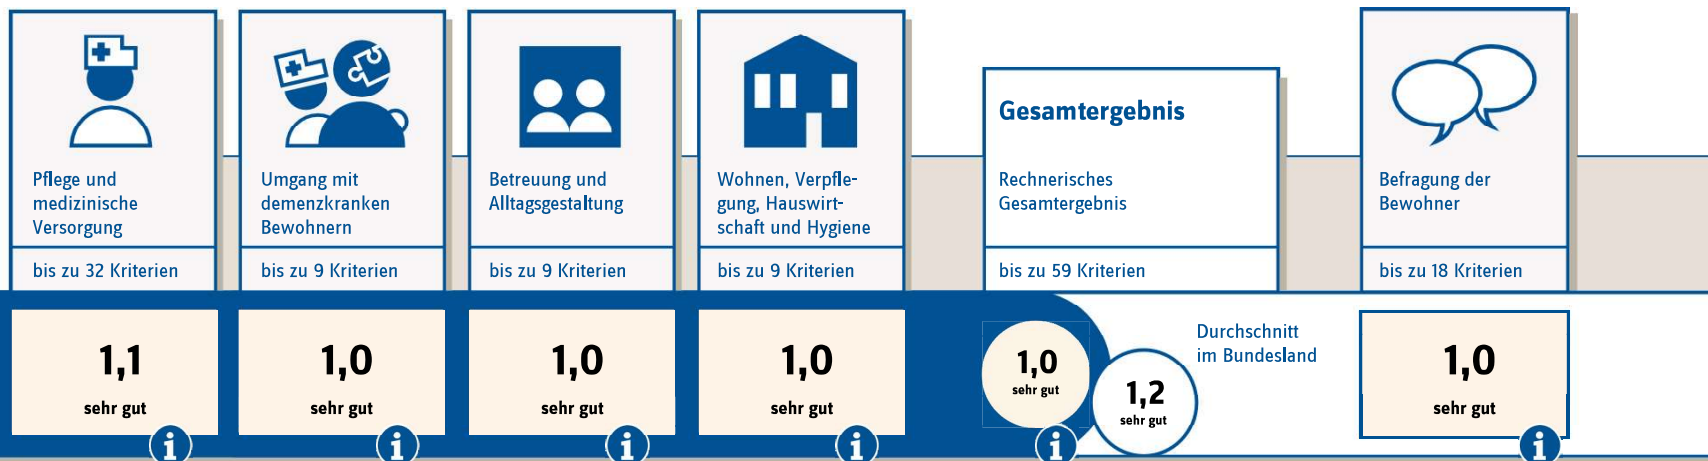 Pflege und
medizinische
Versorgung
bis zu 32 Kriterien
1,1
sehr gut
i
Umgang mit
demenzkranken
Bewohnern
bis zu 9 Kriterien
1,0
sehr gut
i
Betreuung und
Alltagsgestaltung
bis zu 9 Kriterien
1,0
sehr gut
i
Wohnen, Verpfle-
gung, Hauswirt-
schaft und Hygiene
bis zu 9 Kriterien
1,0
sehr gut
i
Gesamtergebnis
Rechnerisches
Gesamtergebnis
bis zu 59 Kriterien
1,0
sehr gut
i
Durchschnitt
im Bundesland
1,2
sehr gut
Befragung der
Bewohner
bis zu 18 Kriterien
1,0
sehr gut
i